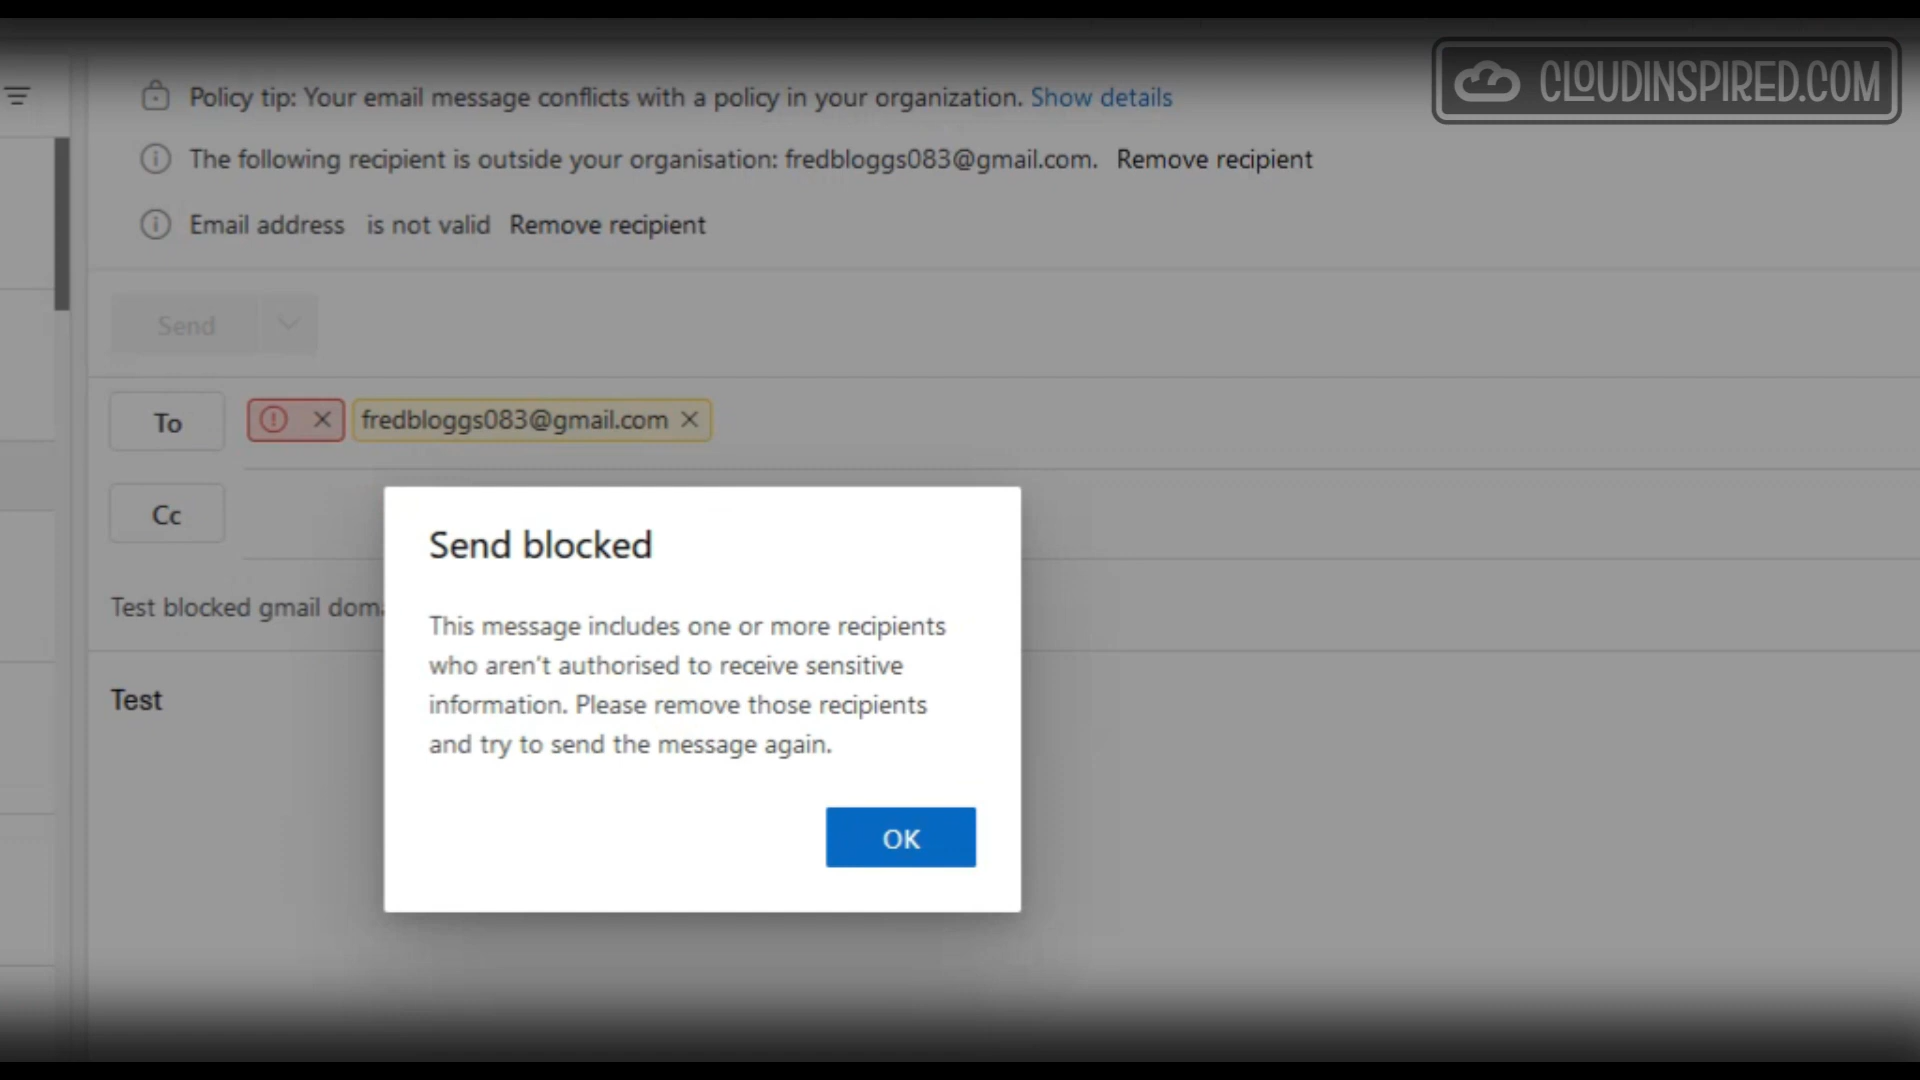 CLOUDINSPIRED.COM
Policy tip: Your email message conflicts with a policy in your organization. Show details
The following recipient is outside your organisation: fredbloggs083@gmail.com. Remove recipient
Email address is not valid Remove recipient
Send
To fredbloggs083@gmail.com
Cc
Test blocked gmail
Test
Send blocked
This message includes one or more recipients
who aren't authorised to receive sensitive
information. Please remove those recipients
and try to send the message again.
OK